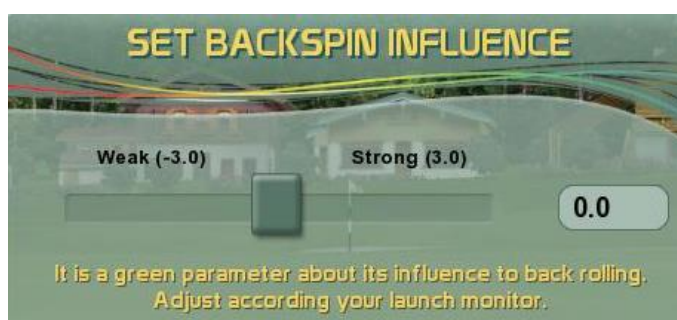 SET BACKSPIN INFLUENCE
Weak (-3.0) Strong (3.0)
0.0
It is a green parameter about its influence to back rolling.
Adjust according your launch monitor.